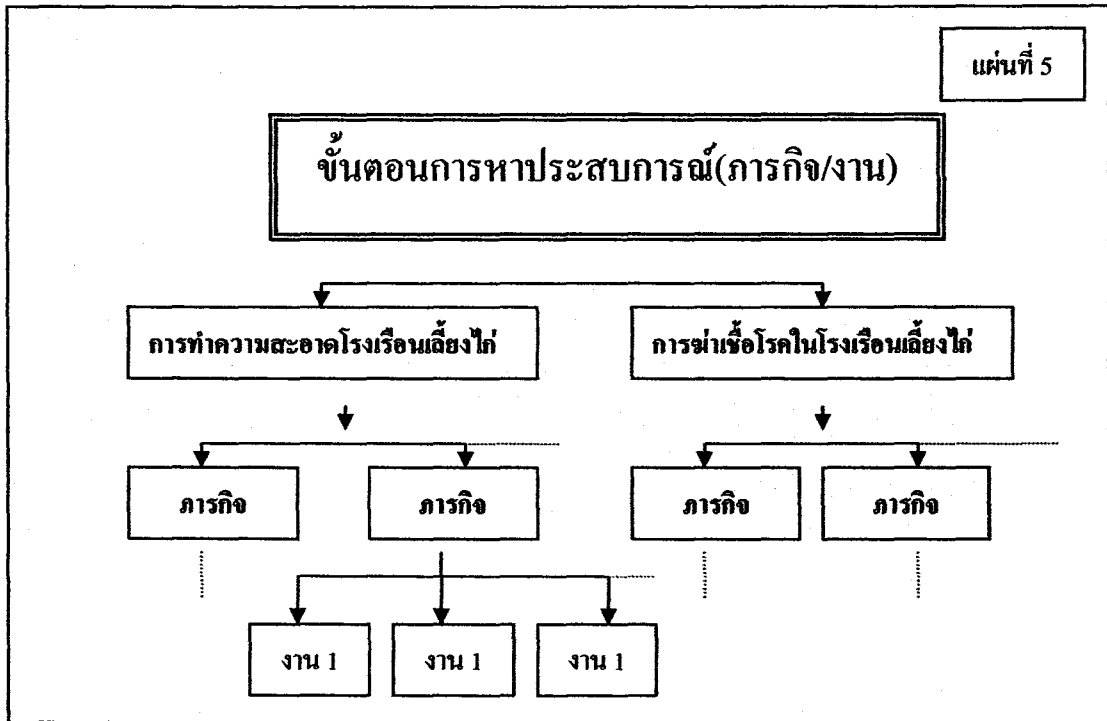 แผ่นที่ 5
ขั้นตอนการหาประสบการณ์(ภารกิจ/งาน)
การทำความสะอาดโรงเรือนเลี้ยงไก่
การฆ่าเชื้อโรคในโรงเรือนเลี้ยงไก่
ภารกิจ
ภารกิจ
ภารกิจ
ภารกิจ
งาน 1
งาน 1
งาน 1